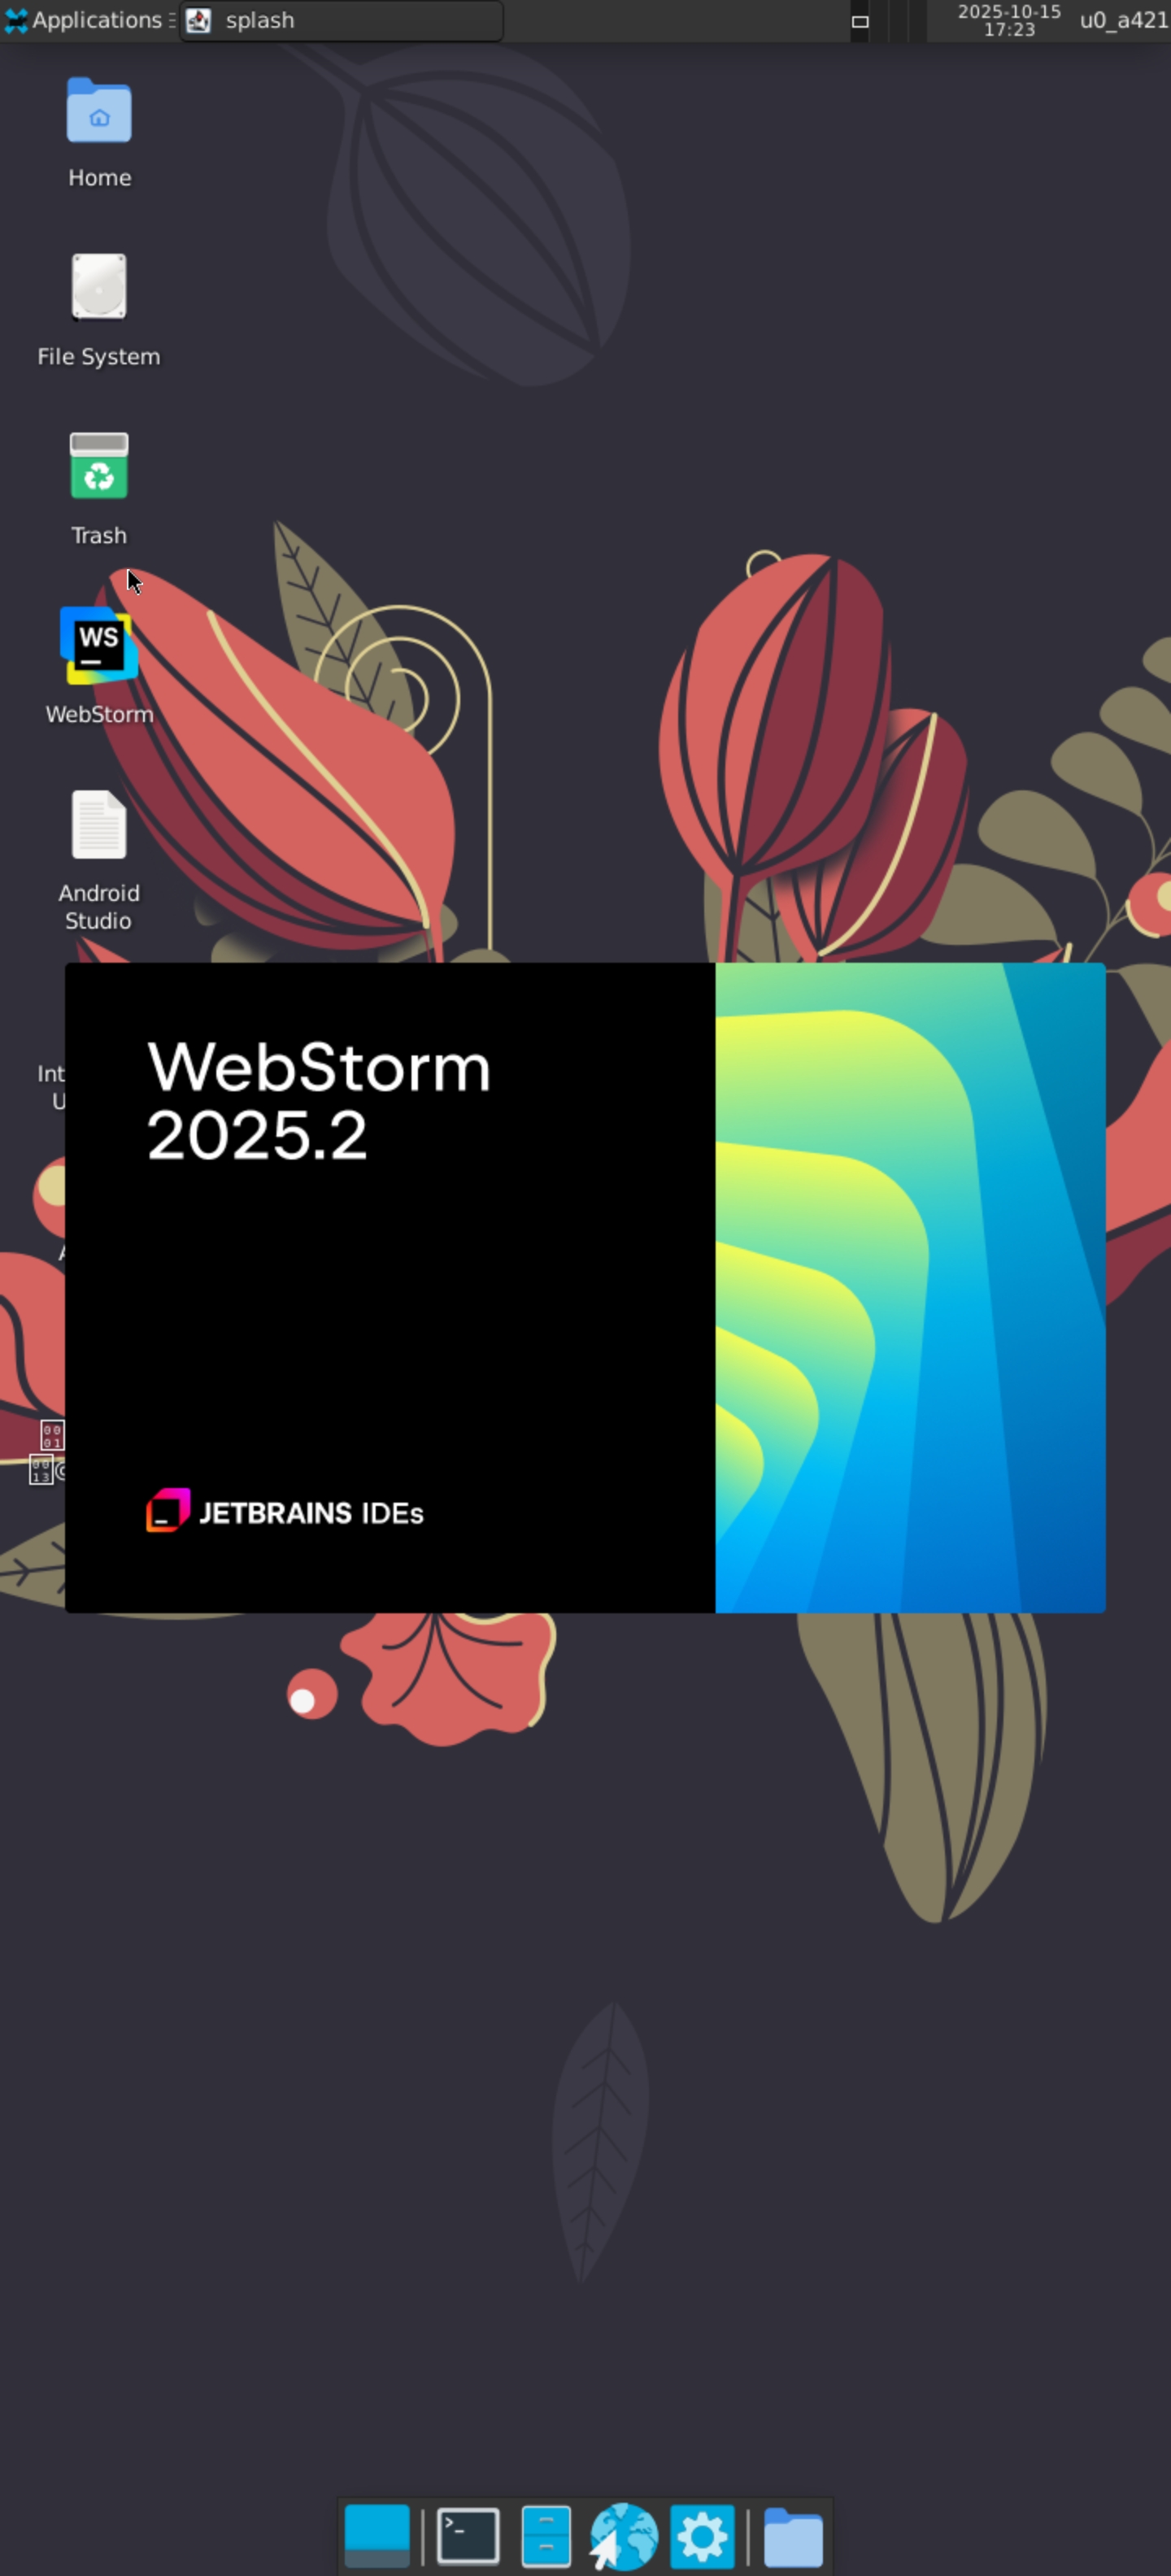 Applications
splash
2025-10-15
17:23
u0_a421
Home
File System
Trash
WS
WebStorm
Android
Studio
WebStorm
2025.2
JETBRAINS IDEs